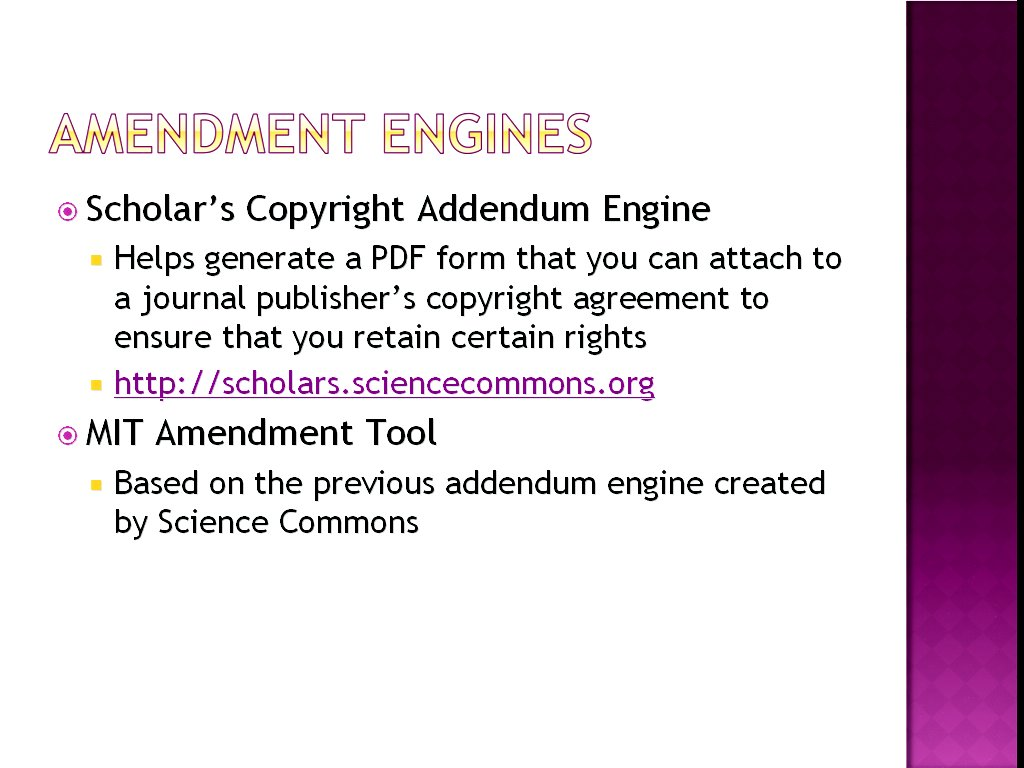 AMENDMENT ENGINES
Scholar’s Copyright Addendum Engine
Helps generate a PDF form that you can attach to
a journal publisher’s copyright agreement to
ensure that you retain certain rights
http://scholars.sciencecommons.org
MIT Amendment Tool
Based on the previous addendum engine created
by Science Commons